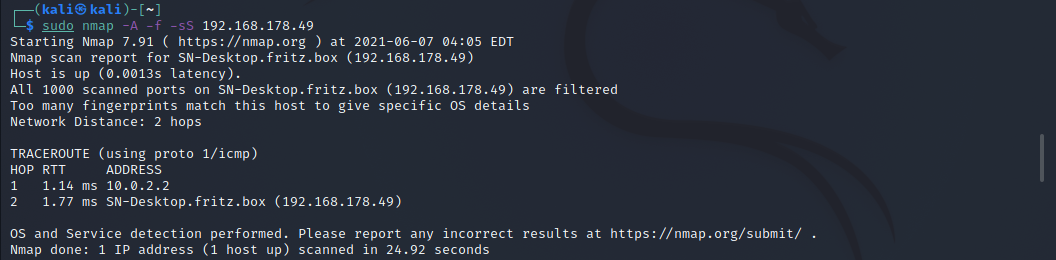 ┌──(kali㉿kali)-[~]
└─$ sudo nmap -A -f -sS 192.168.178.49
Starting Nmap 7.91 ( https://nmap.org ) at 2021-06-07 04:05 EDT
Nmap scan report for SN-Desktop.fritz.box (192.168.178.49)
Host is up (0.0013s latency).
All 1000 scanned ports on SN-Desktop.fritz.box (192.168.178.49) are filtered
Too many fingerprints match this host to give specific OS details
Network Distance: 2 hops

TRACEROUTE (using proto 1/icmp)
HOP RTT     ADDRESS
1   1.14 ms 10.0.2.2
2   1.77 ms SN-Desktop.fritz.box (192.168.178.49)

OS and Service detection performed. Please report any incorrect results at https://nmap.org/submit/ .
Nmap done: 1 IP address (1 host up) scanned in 24.92 seconds